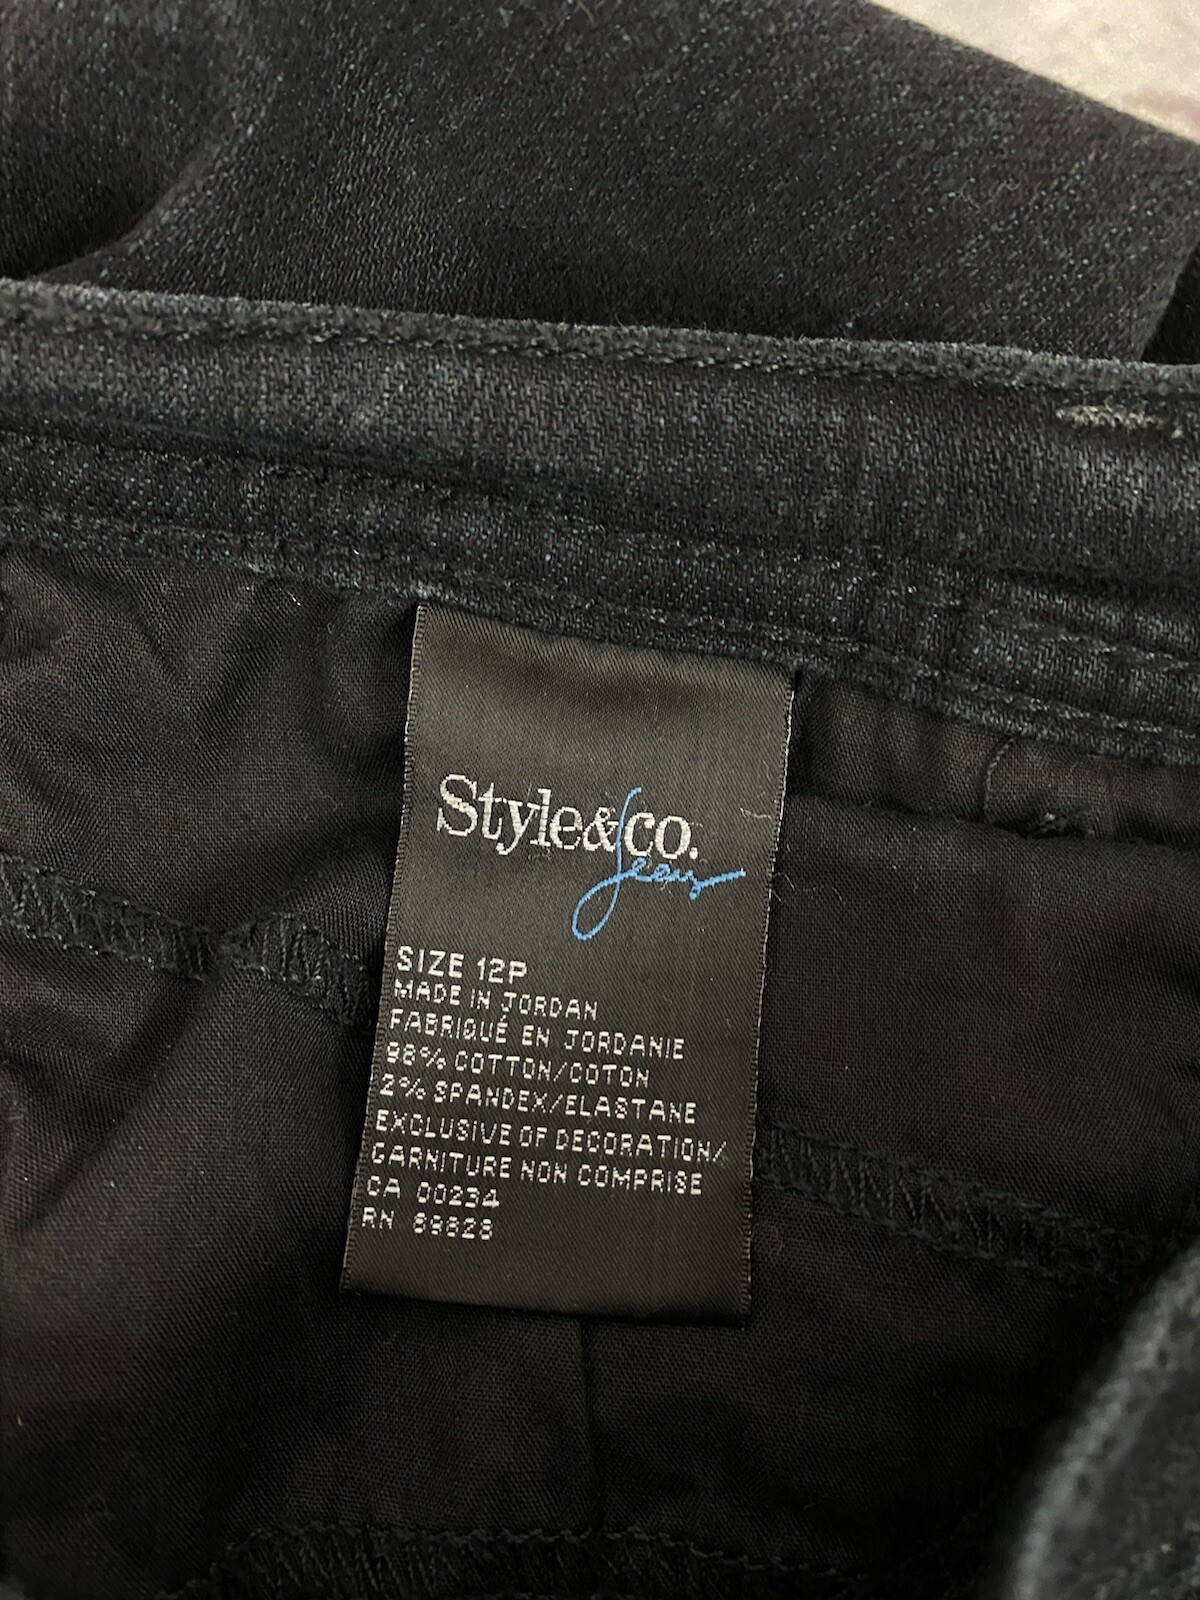 Style&co.
Jeans
SIZE 12P
MADE IN JORDAN
FABRIQUÉ EN JORDANIE
98% COTTON/COTON
2% SPANDEX/ELASTANE
EXCLUSIVE OF DECORATION/
GARNITURE NON COMPRISE
CA 00234
RN 89828